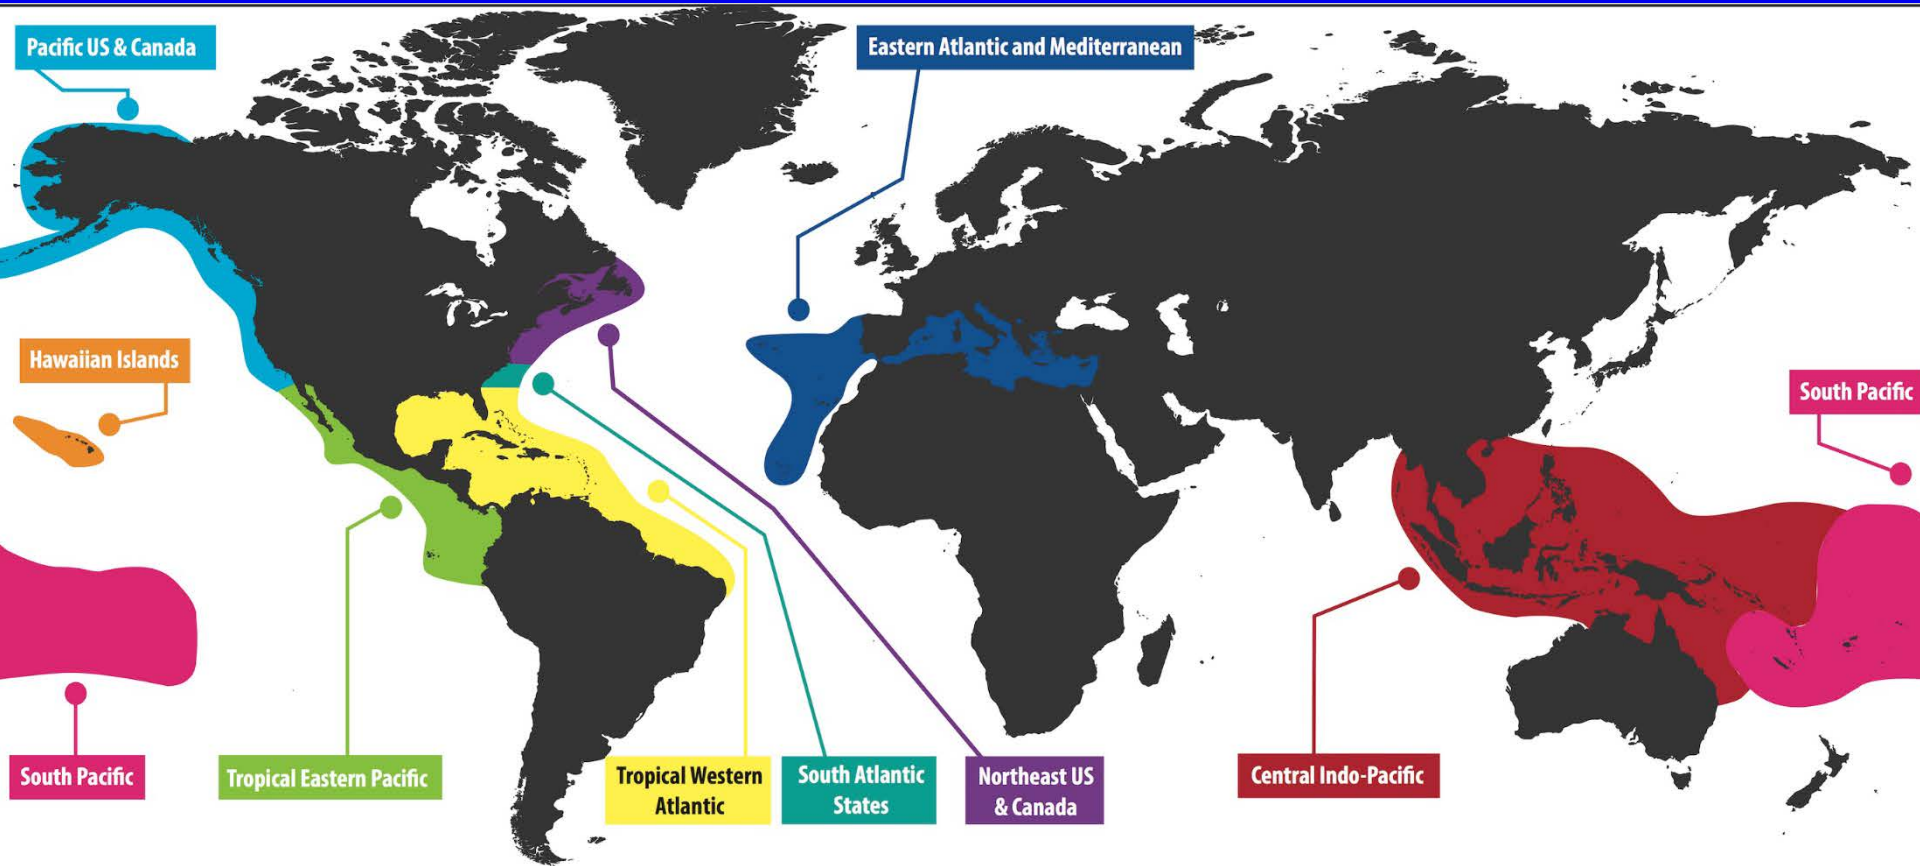 Pacific US & Canada
Eastern Atlantic and Mediterranean
Hawaiian Islands
South Pacific
South Pacific
Tropical Eastern Pacific
Tropical Western
Atlantic
South Atlantic
States
Northeast US
& Canada
Central Indo-Pacific